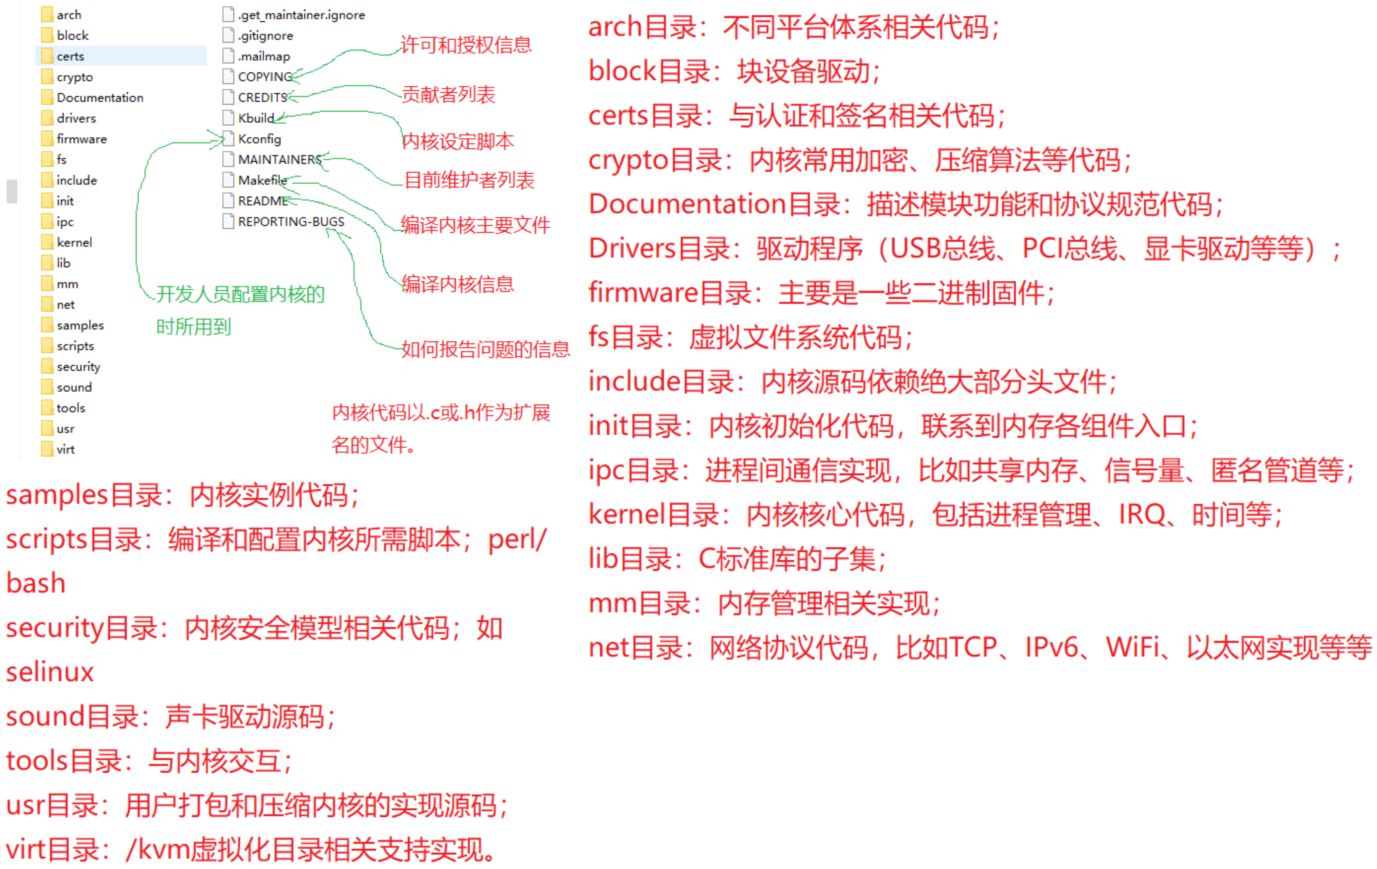 arch
block
certs
crypto
Documentation
drivers
firmware
fs
include
init
ipc
kernel
lib
mm
net
samples
scripts
security
sound
tools
usr
virt
.get_maintainer.ignore
.gitignore
.mailmap
COPYING
CREDITS
Kbuild
Kconfig
MAINTAINERS
Makefile
README
REPORTING-BUGS
许可和授权信息
贡献者列表
内核设定脚本
目前维护者列表
编译内核主要文件
编译内核信息
如何报告问题的信息
开发人员配置内核的
时所用到
内核代码以.c或.h作为扩展
名的文件。
arch目录：不同平台体系相关代码；
block目录：块设备驱动；
certs目录：与认证和签名相关代码；
crypto目录：内核常用加密、压缩算法等代码；
Documentation目录：描述模块功能和协议规范代码；
Drivers目录：驱动程序（USB总线、PCI总线、显卡驱动等等）；
firmware目录：主要是一些二进制固件；
fs目录：虚拟文件系统代码；
include目录：内核源码依赖绝大部分头文件；
init目录：内核初始化代码，联系到内存各组件入口；
ipc目录：进程间通信实现，比如共享内存、信号量、匿名管道等；
kernel目录：内核核心代码，包括进程管理、IRQ、时间等；
lib目录：C标准库的子集；
mm目录：内存管理相关实现；
net目录：网络协议代码，比如TCP、IPv6、WiFi、以太网实现等等
samples目录：内核实例代码；
scripts目录：编译和配置内核所需脚本；perl/
bash
security目录：内核安全模型相关代码；如
selinux
sound目录：声卡驱动源码；
tools目录：与内核交互；
usr目录：用户打包和压缩内核的实现源码；
virt目录：/kvm虚拟化目录相关支持实现。